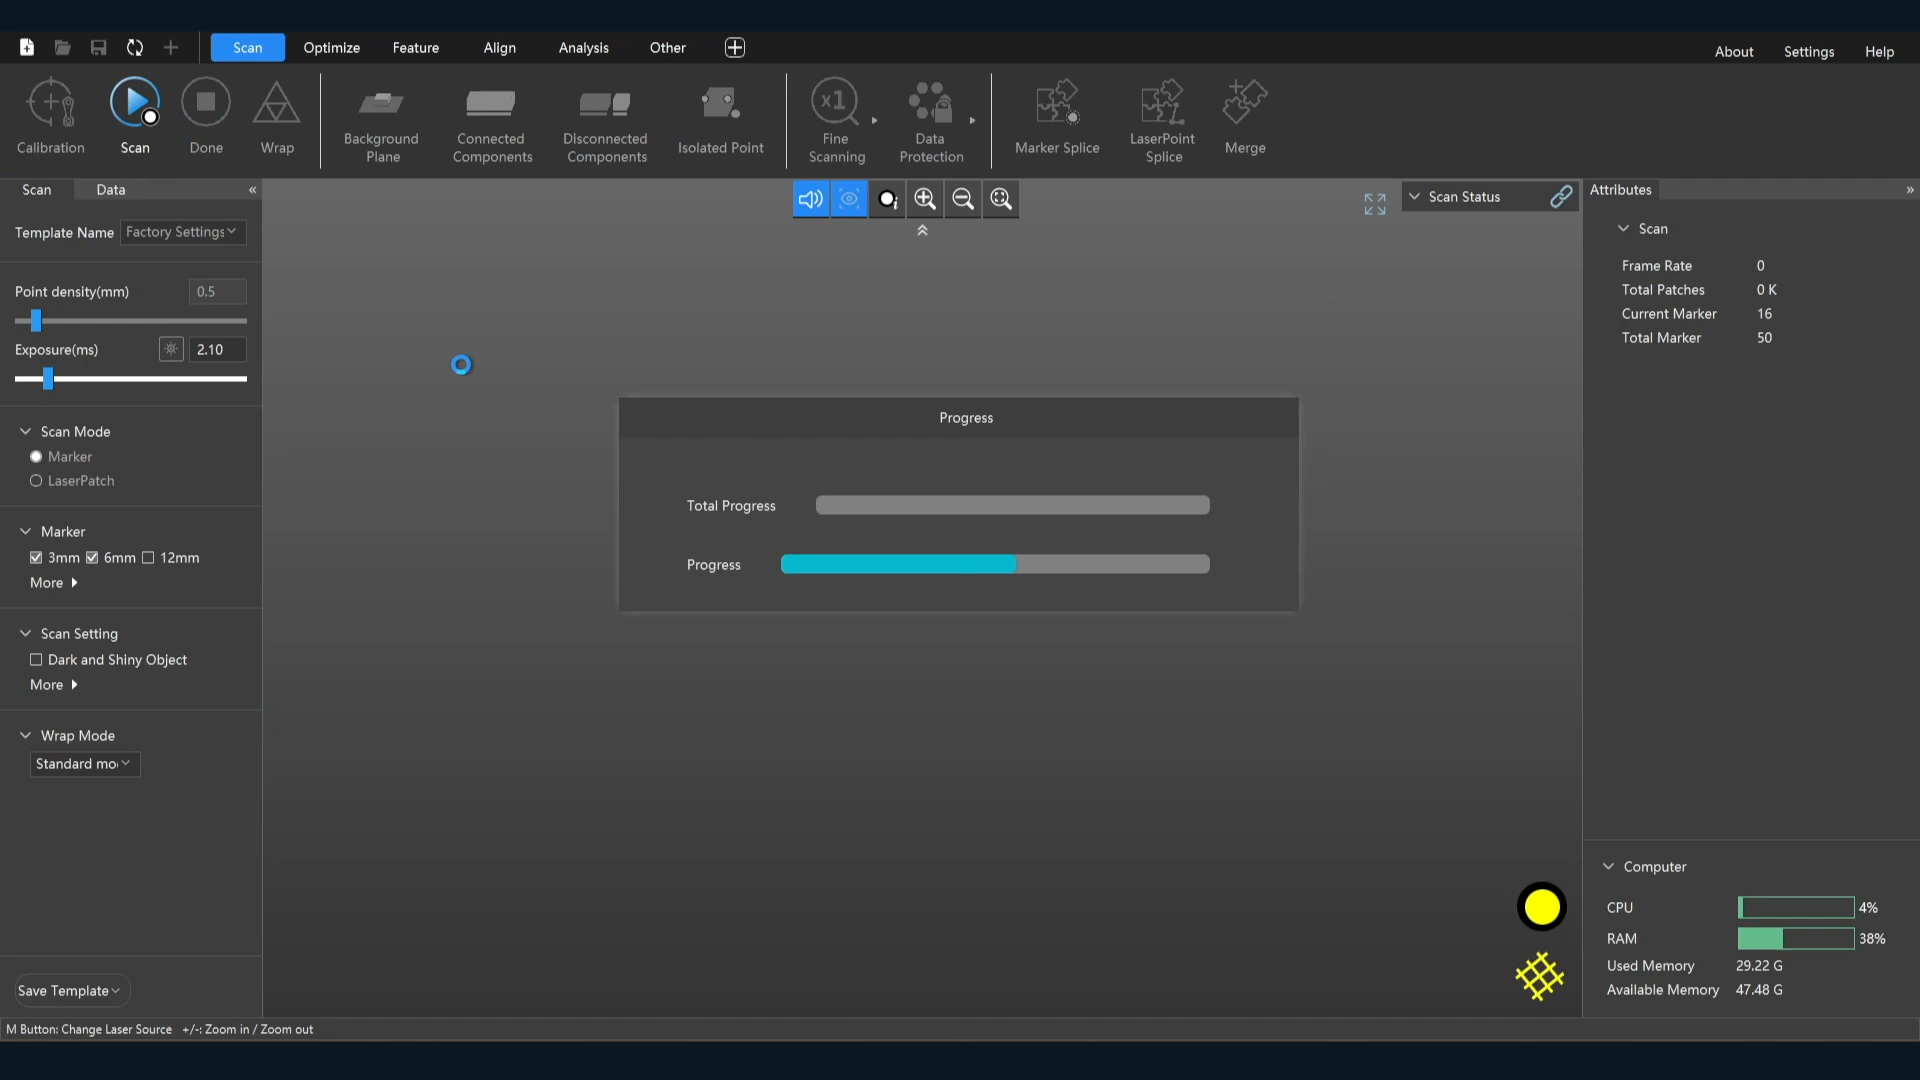 Scan Optimize Feature Align Analysis Other
About Settings Help
Calibration Scan Done Wrap
Background Plane
Connected Components
Disconnected Components
Isolated Point
x1
Fine Scanning
Data Protection
Marker Splice
LaserPoint Splice
Merge
Scan Data «
Template Name Factory Settings
Point density(mm) 0.5
Exposure(ms) 2.10
Scan Mode
Marker
LaserPatch
Marker
3mm 6mm 12mm
More
Scan Setting
Dark and Shiny Object
More
Wrap Mode
Standard mo
Save Template
Scan Status
Progress
Total Progress
Progress
Attributes »
Scan
Frame Rate 0
Total Patches 0 K
Current Marker 16
Total Marker 50
Computer
CPU 4%
RAM 38%
Used Memory 29.22 G
Available Memory 47.48 G
M Button: Change Laser Source +/-: Zoom in / Zoom out